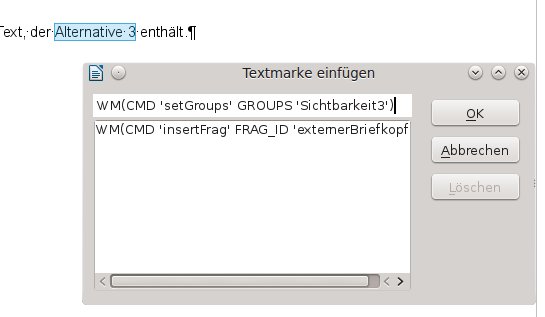 Text, der Alternative 3 enthält.¶
Textmarke einfügen
WM(CMD 'setGroups' GROUPS 'Sichtbarkeit3')
WM(CMD 'insertFrag' FRAG_ID 'externerBriefkopf
OK
Abbrechen
Löschen